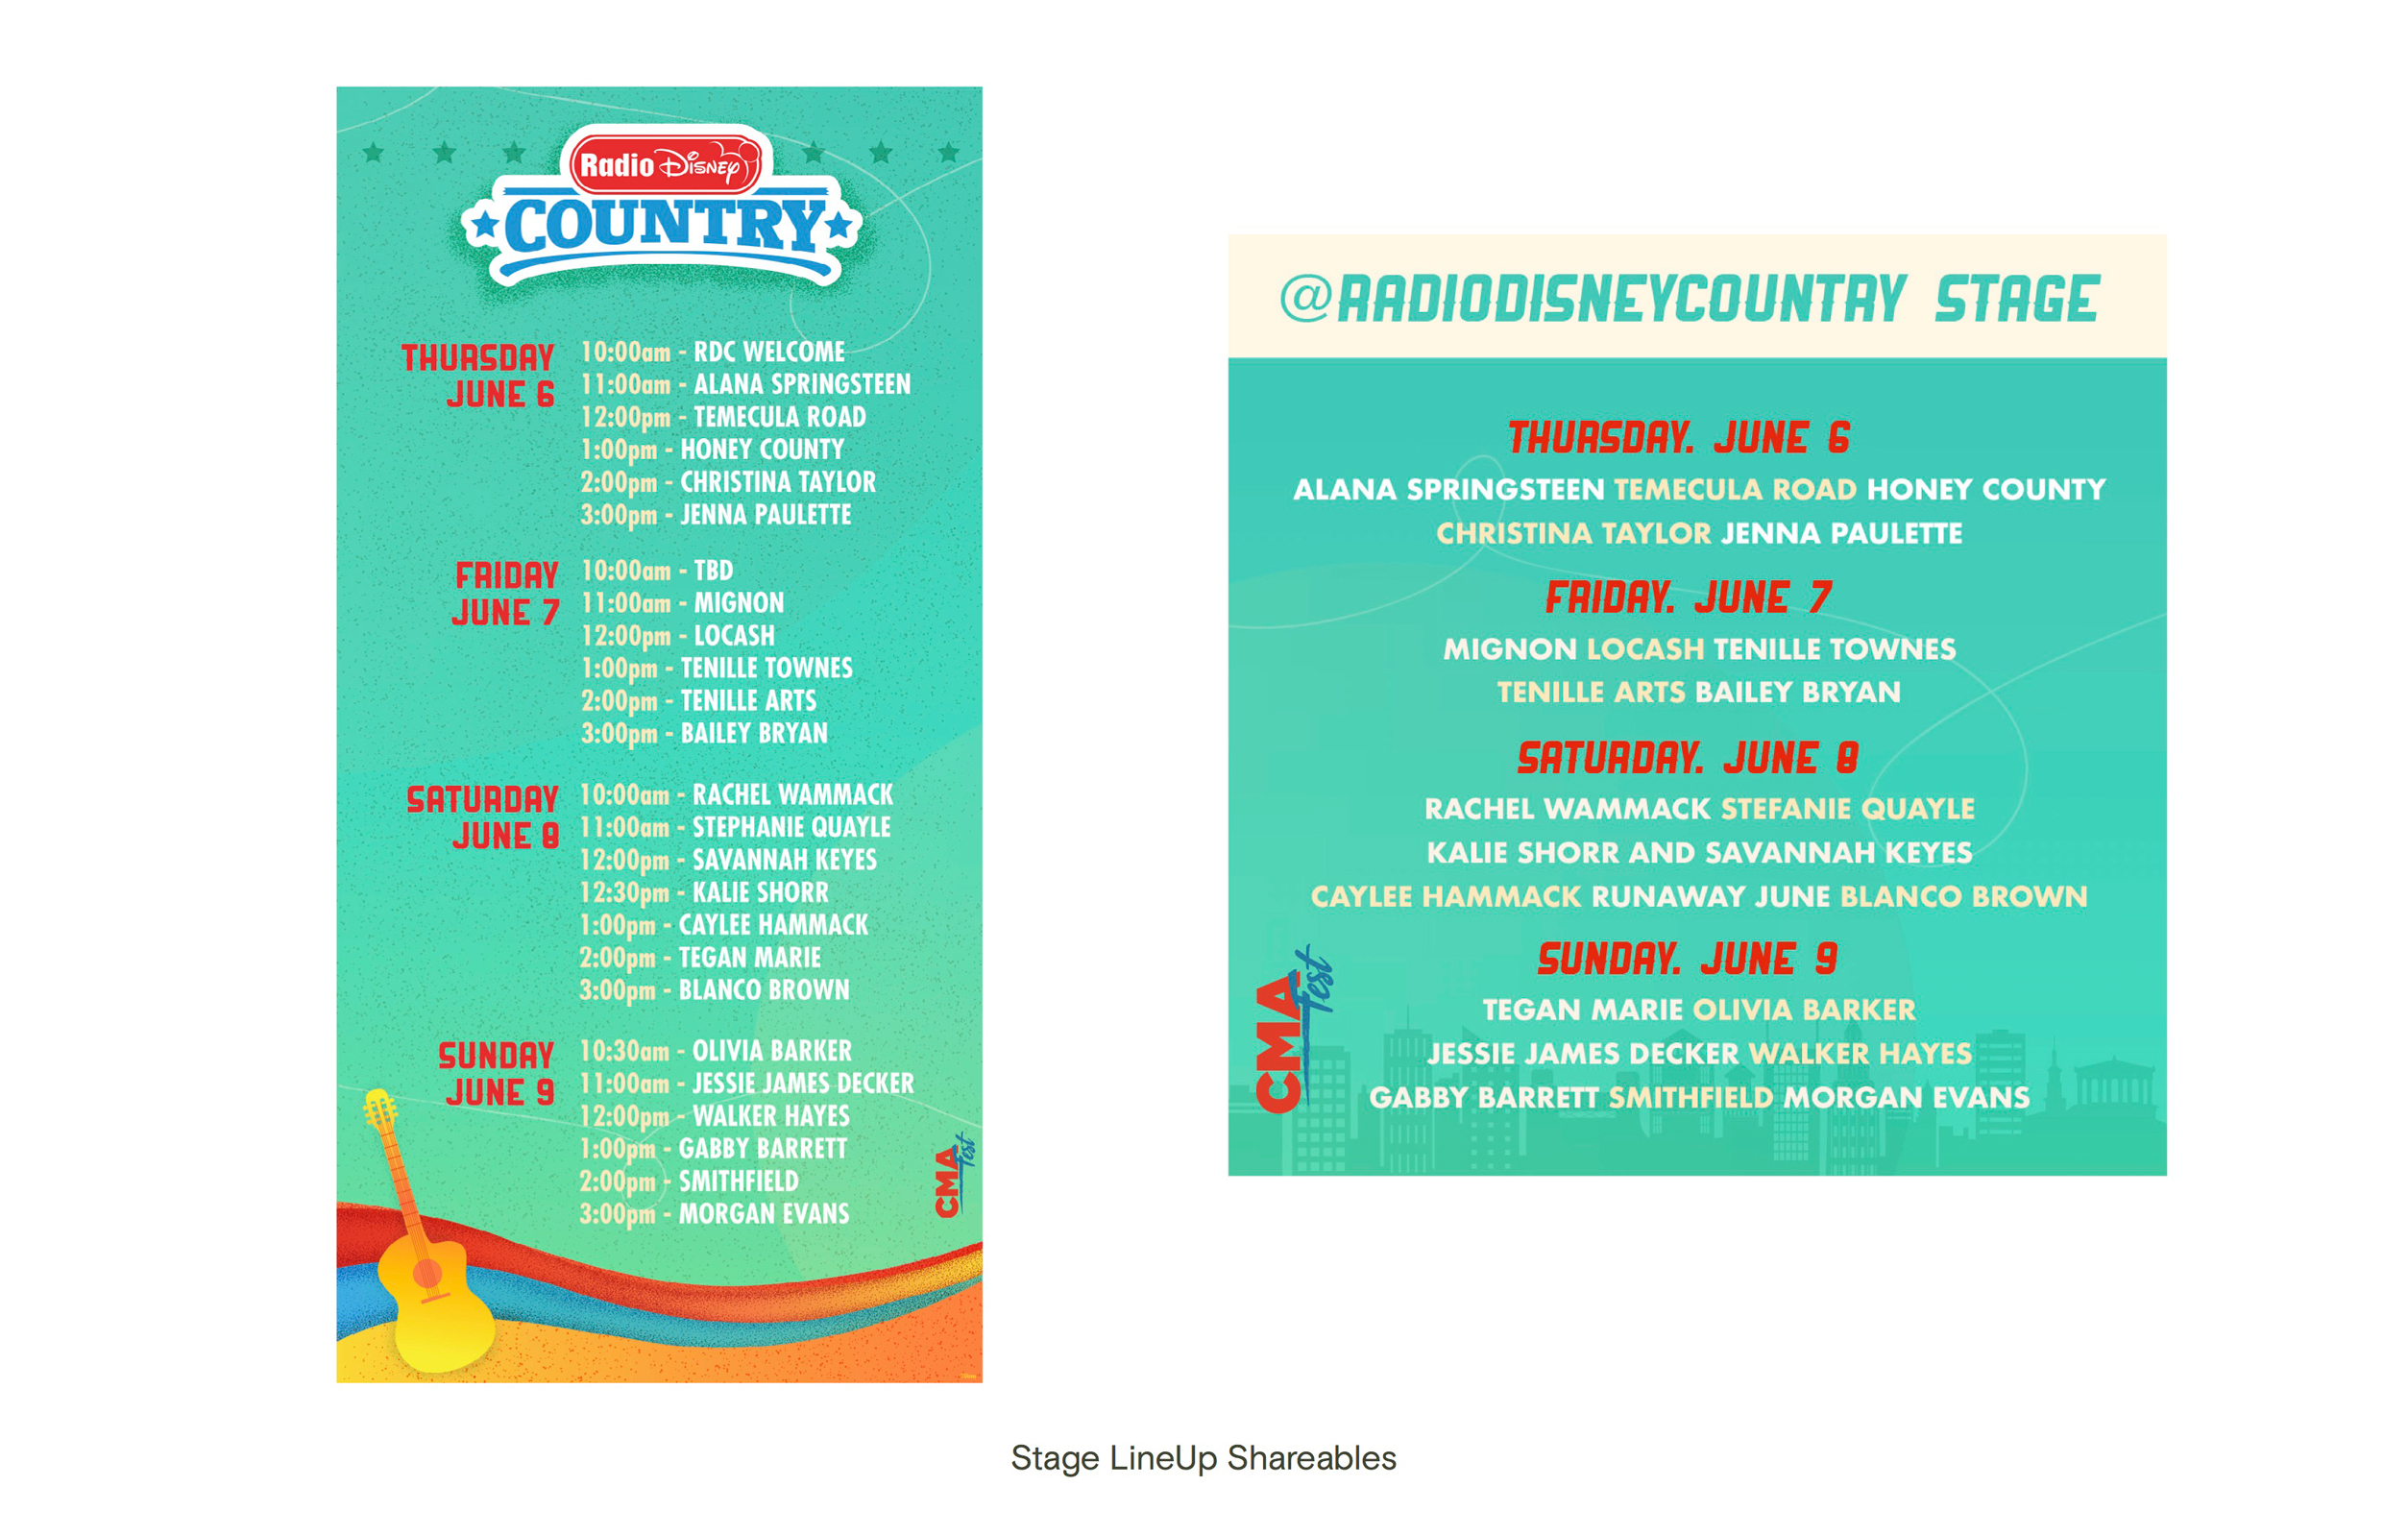 Radio Disney
COUNTRY
THURSDAY
JUNE 6
10:00am - RDC WELCOME
11:00am - ALANA SPRINGSTEEN
12:00pm - TEMECULA ROAD
1:00pm - HONEY COUNTY
2:00pm - CHRISTINA TAYLOR
3:00pm - JENNA PAULETTE
FRIDAY
JUNE 7
10:00am - TBD
11:00am - MIGNON
12:00pm - LOCASH
1:00pm - TENILLE TOWNES
2:00pm - TENILLE ARTS
3:00pm - BAILEY BRYAN
SATURDAY
JUNE 8
10:00am - RACHEL WAMMACK
11:00am - STEPHANIE QUAYLE
12:00pm - SAVANNAH KEYES
12:30pm - KALIE SHORR
1:00pm - CAYLEE HAMMACK
2:00pm - TEGAN MARIE
3:00pm - BLANCO BROWN
SUNDAY
JUNE 9
10:30am - OLIVIA BARKER
11:00am - JESSIE JAMES DECKER
12:00pm - WALKER HAYES
1:00pm - GABBY BARRETT
2:00pm - SMITHFIELD
3:00pm - MORGAN EVANS
CMA Fest
@RADIODISNEYCOUNTRY STAGE
THURSDAY. JUNE 6
ALANA SPRINGSTEEN TEMECULA ROAD HONEY COUNTY
CHRISTINA TAYLOR JENNA PAULETTE
FRIDAY. JUNE 7
MIGNON LOCASH TENILLE TOWNES
TENILLE ARTS BAILEY BRYAN
SATURDAY. JUNE 8
RACHEL WAMMACK STEFANIE QUAYLE
KALIE SHORR AND SAVANNAH KEYES
CAYLEE HAMMACK RUNAWAY JUNE BLANCO BROWN
SUNDAY. JUNE 9
TEGAN MARIE OLIVIA BARKER
JESSIE JAMES DECKER WALKER HAYES
GABBY BARRETT SMITHFIELD MORGAN EVANS
CMA Fest
Stage LineUp Shareables